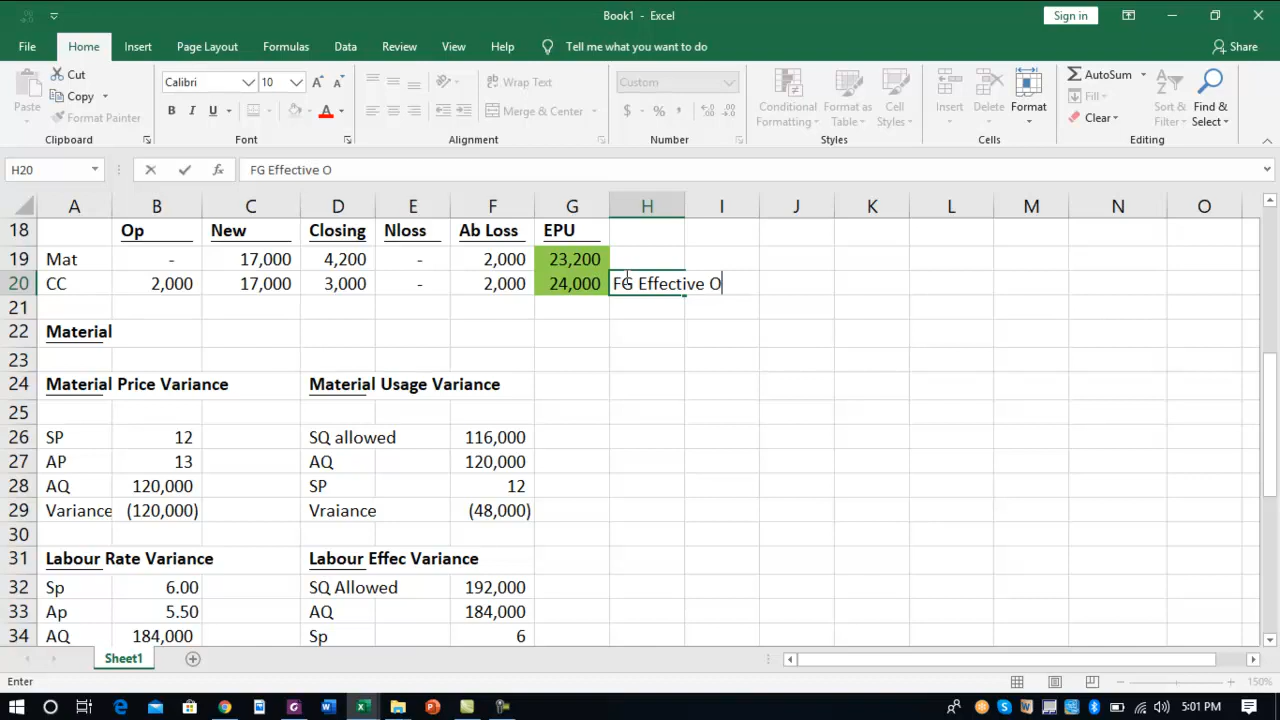 Book1 - Excel
Sign in
File Home Insert Page Layout Formulas Data Review View Help Tell me what you want to do Share
Paste Cut Copy Format Painter
Calibri 10
B I U
Wrap Text
Merge & Center
Custom
$ % ,
Conditional Formatting Format as Table Cell Styles
Insert Delete Format
AutoSum Fill Clear
Sort & Filter Find & Select
Clipboard Font Alignment Number Styles Cells Editing
H20 fx FG Effective O
A B C D E F G H I J K L M N O
18 Op New Closing Nloss Ab Loss EPU
19 Mat - 17,000 4,200 - 2,000 23,200
20 CC 2,000 17,000 3,000 - 2,000 24,000 FG Effective O
21
22 Material
23
24 Material Price Variance Material Usage Variance
25
26 SP 12 SQ allowed 116,000
27 AP 13 AQ 120,000
28 AQ 120,000 SP 12
29 Variance (120,000) Vraiance (48,000)
30
31 Labour Rate Variance Labour Effec Variance
32 Sp 6.00 SQ Allowed 192,000
33 Ap 5.50 AQ 184,000
34 AQ 184,000 Sp 6
Sheet1
Enter 150%
5:01 PM